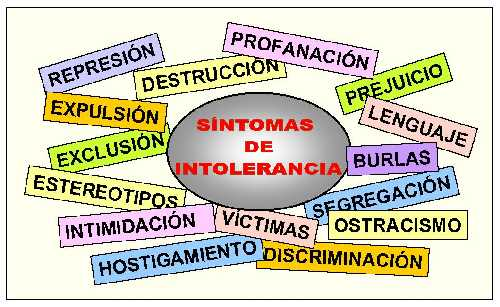 PROFANACIÓN
REPRESIÓN
DESTRUCCIÓN
PREJUICIO
EXPULSIÓN
LENGUAJE
SÍNTOMAS
DE
INTOLERANCIA
EXCLUSIÓN
BURLAS
ESTEREOTIPOS
SEGREGACIÓN
INTIMIDACIÓN
VÍCTIMAS
OSTRACISMO
HOSTIGAMIENTO
DISCRIMINACIÓN